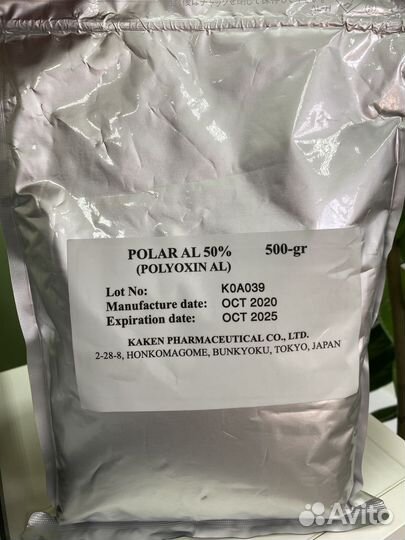 POLAR AL 50% 500-gr
(POLYOXIN AL)
Lot No: K0A039
Manufacture date: OCT 2020
Expiration date: OCT 2025
KAKEN PHARMACEUTICAL CO., LTD.
2-28-8, HONKOMAGOME, BUNKYOKU, TOKYO, JAPAN
Avito